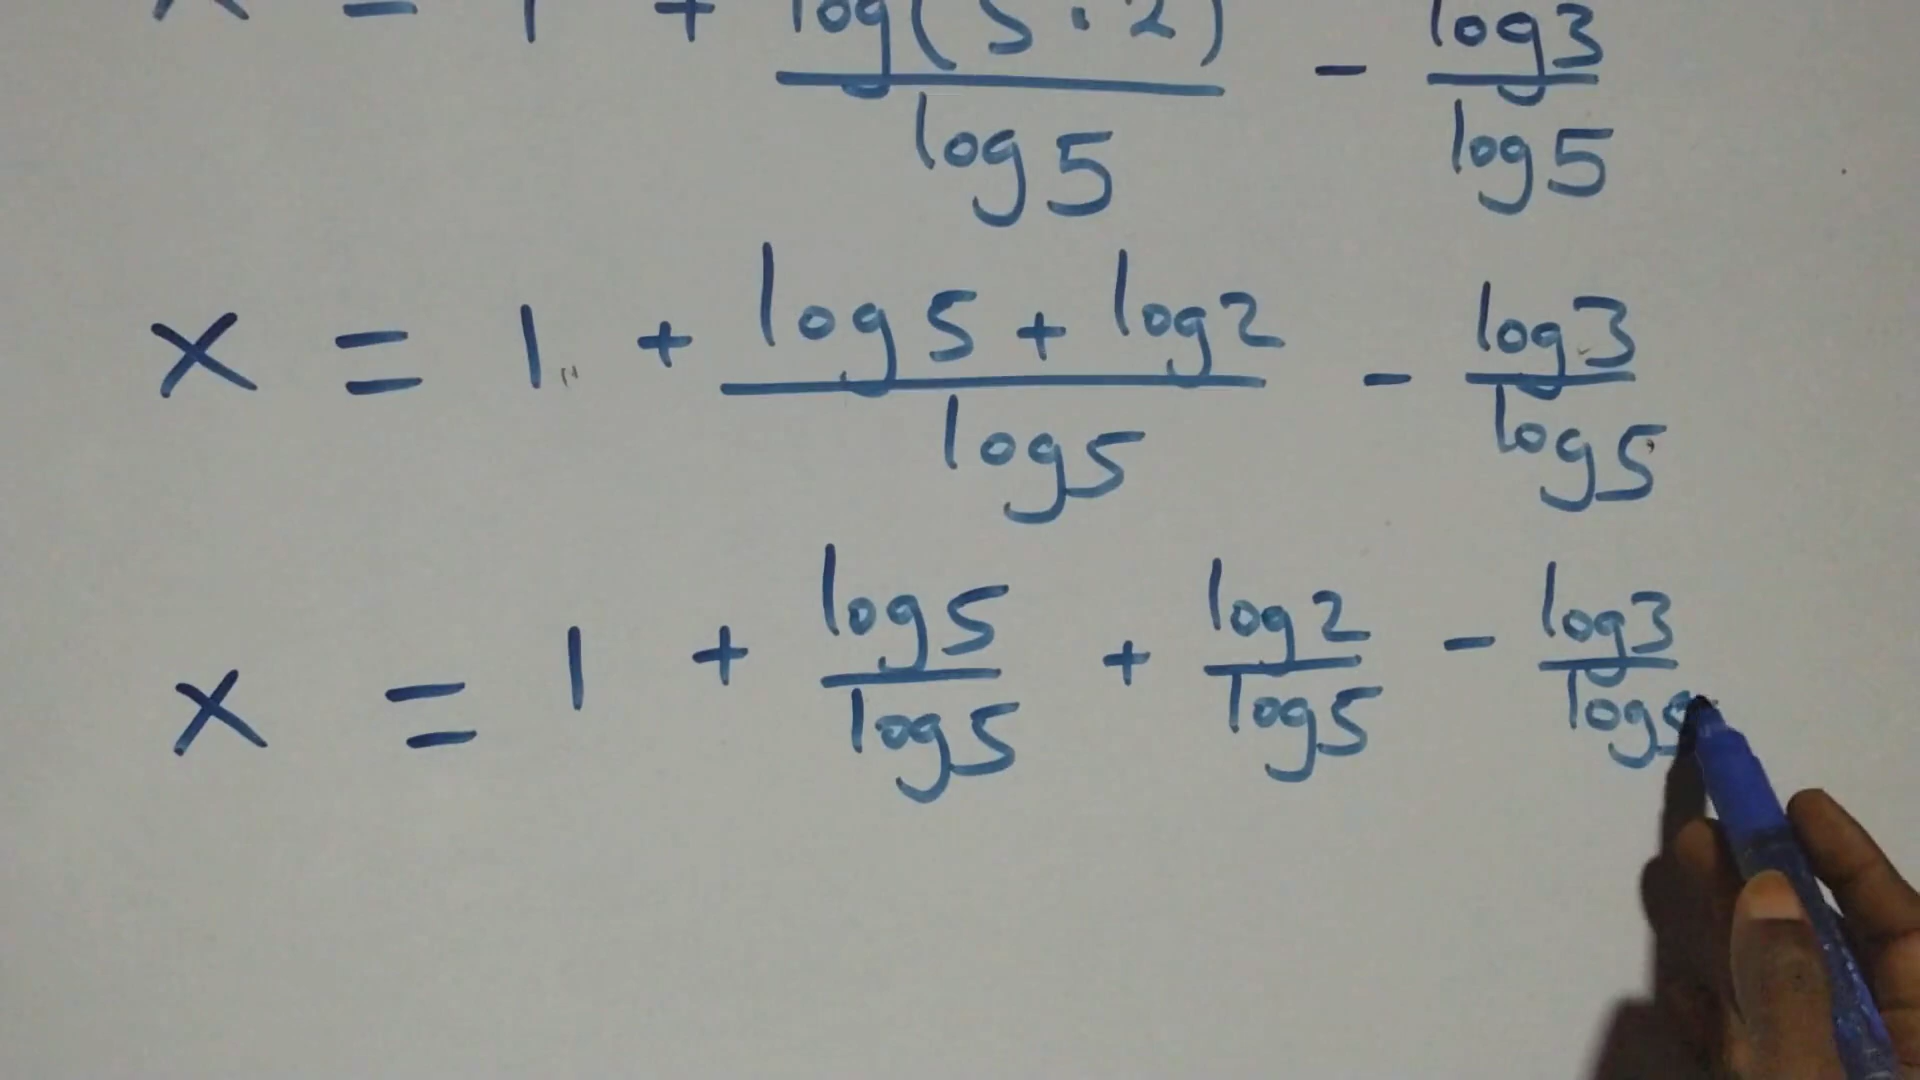 x = 1 + log(5·2)/log5 - log3/log5
x = 1 + (log5 + log2)/log5 - log3/log5
x = 1 + log5/log5 + log2/log5 - log3/log5